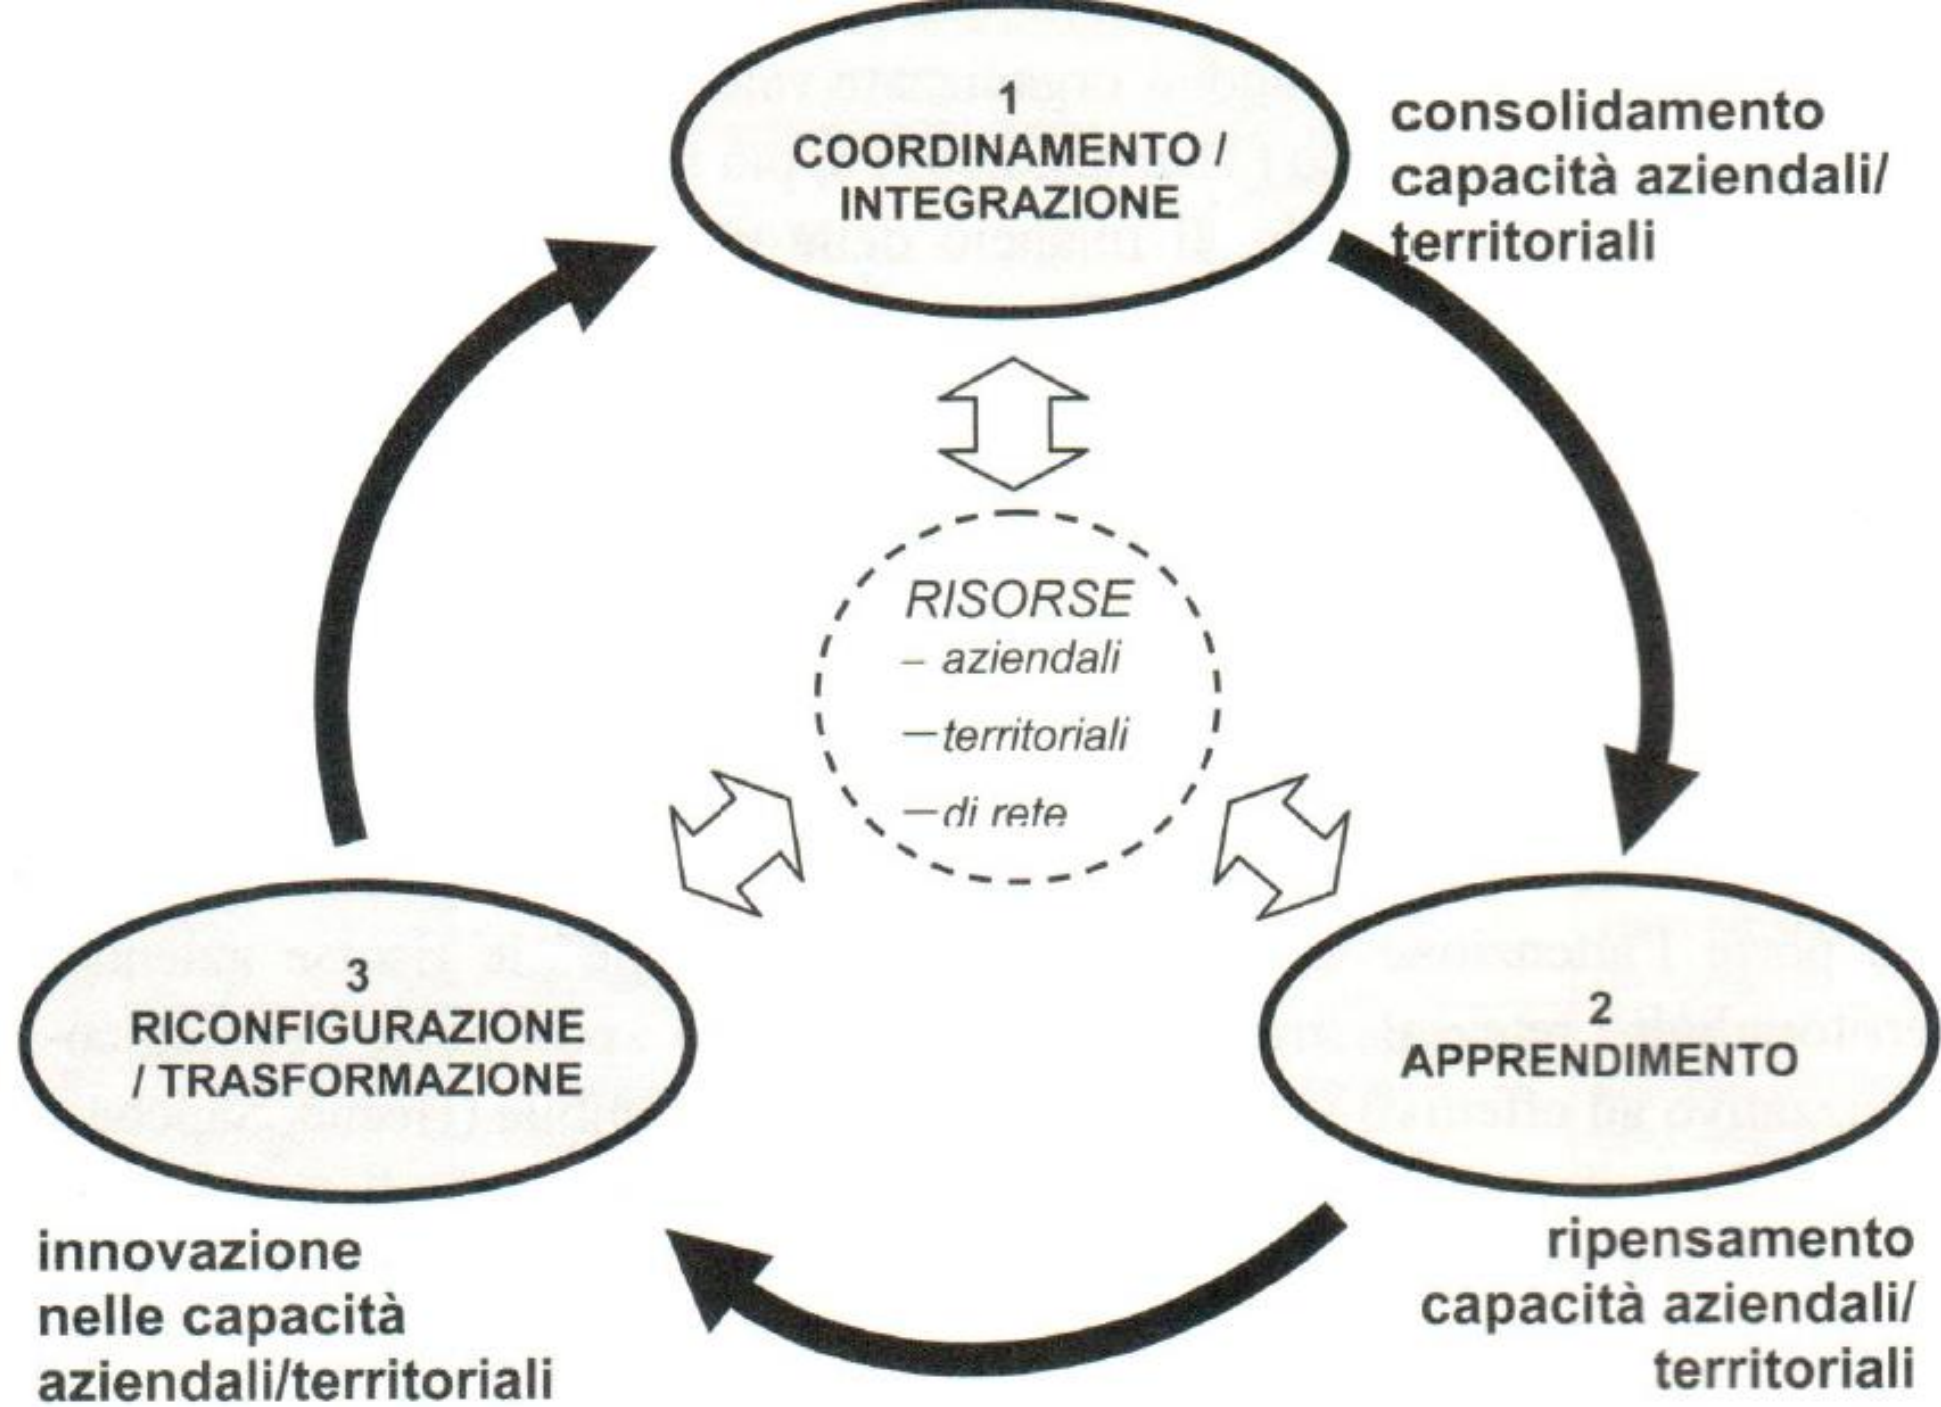 1
COORDINAMENTO /
INTEGRAZIONE
consolidamento
capacità aziendali/
territoriali
RISORSE
– aziendali
– territoriali
– di rete
2
APPRENDIMENTO
ripensamento
capacità aziendali/
territoriali
3
RICONFIGURAZIONE
/ TRASFORMAZIONE
innovazione
nelle capacità
aziendali/territoriali